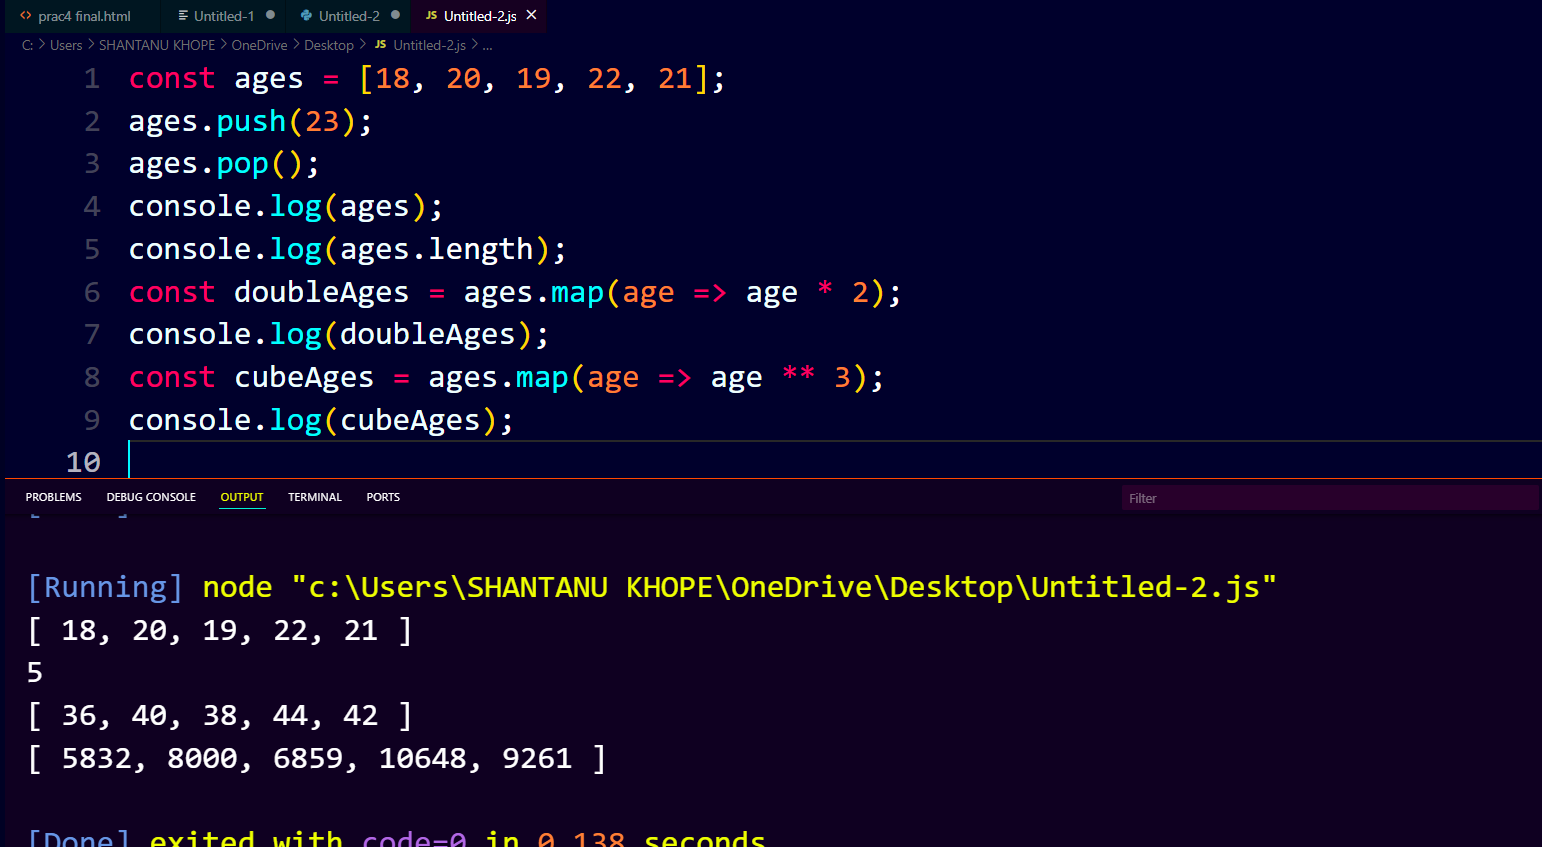 <> prac4 final.html Untitled-1 Untitled-2 JS Untitled-2.js
C: > Users > SHANTANU KHOPE > OneDrive > Desktop > JS Untitled-2.js > ...
1 const ages = [18, 20, 19, 22, 21];
2 ages.push(23);
3 ages.pop();
4 console.log(ages);
5 console.log(ages.length);
6 const doubleAges = ages.map(age => age * 2);
7 console.log(doubleAges);
8 const cubeAges = ages.map(age => age ** 3);
9 console.log(cubeAges);
10
PROBLEMS DEBUG CONSOLE OUTPUT TERMINAL PORTS Filter
[Running] node "c:\Users\SHANTANU KHOPE\OneDrive\Desktop\Untitled-2.js"
[ 18, 20, 19, 22, 21 ]
5
[ 36, 40, 38, 44, 42 ]
[ 5832, 8000, 6859, 10648, 9261 ]
[Done] exited with code=0 in 0.138 seconds